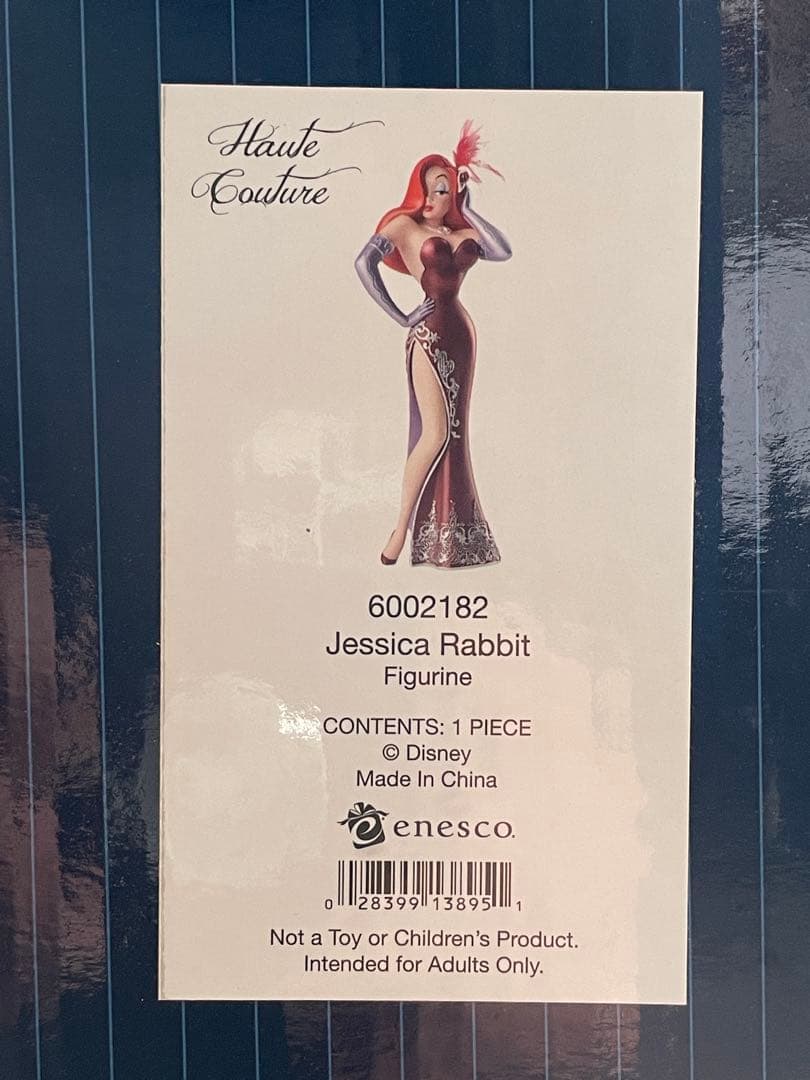 Haute
Couture
6002182
Jessica Rabbit
Figurine
CONTENTS: 1 PIECE
© Disney
Made In China
enesco.
0 28399 13895 1
Not a Toy or Children's Product.
Intended for Adults Only.